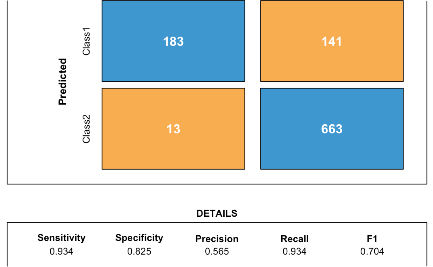 Class1
183
141
Predicted
Class2
13
663
DETAILS
Sensitivity Specificity Precision Recall F1
0.934 0.825 0.565 0.934 0.704